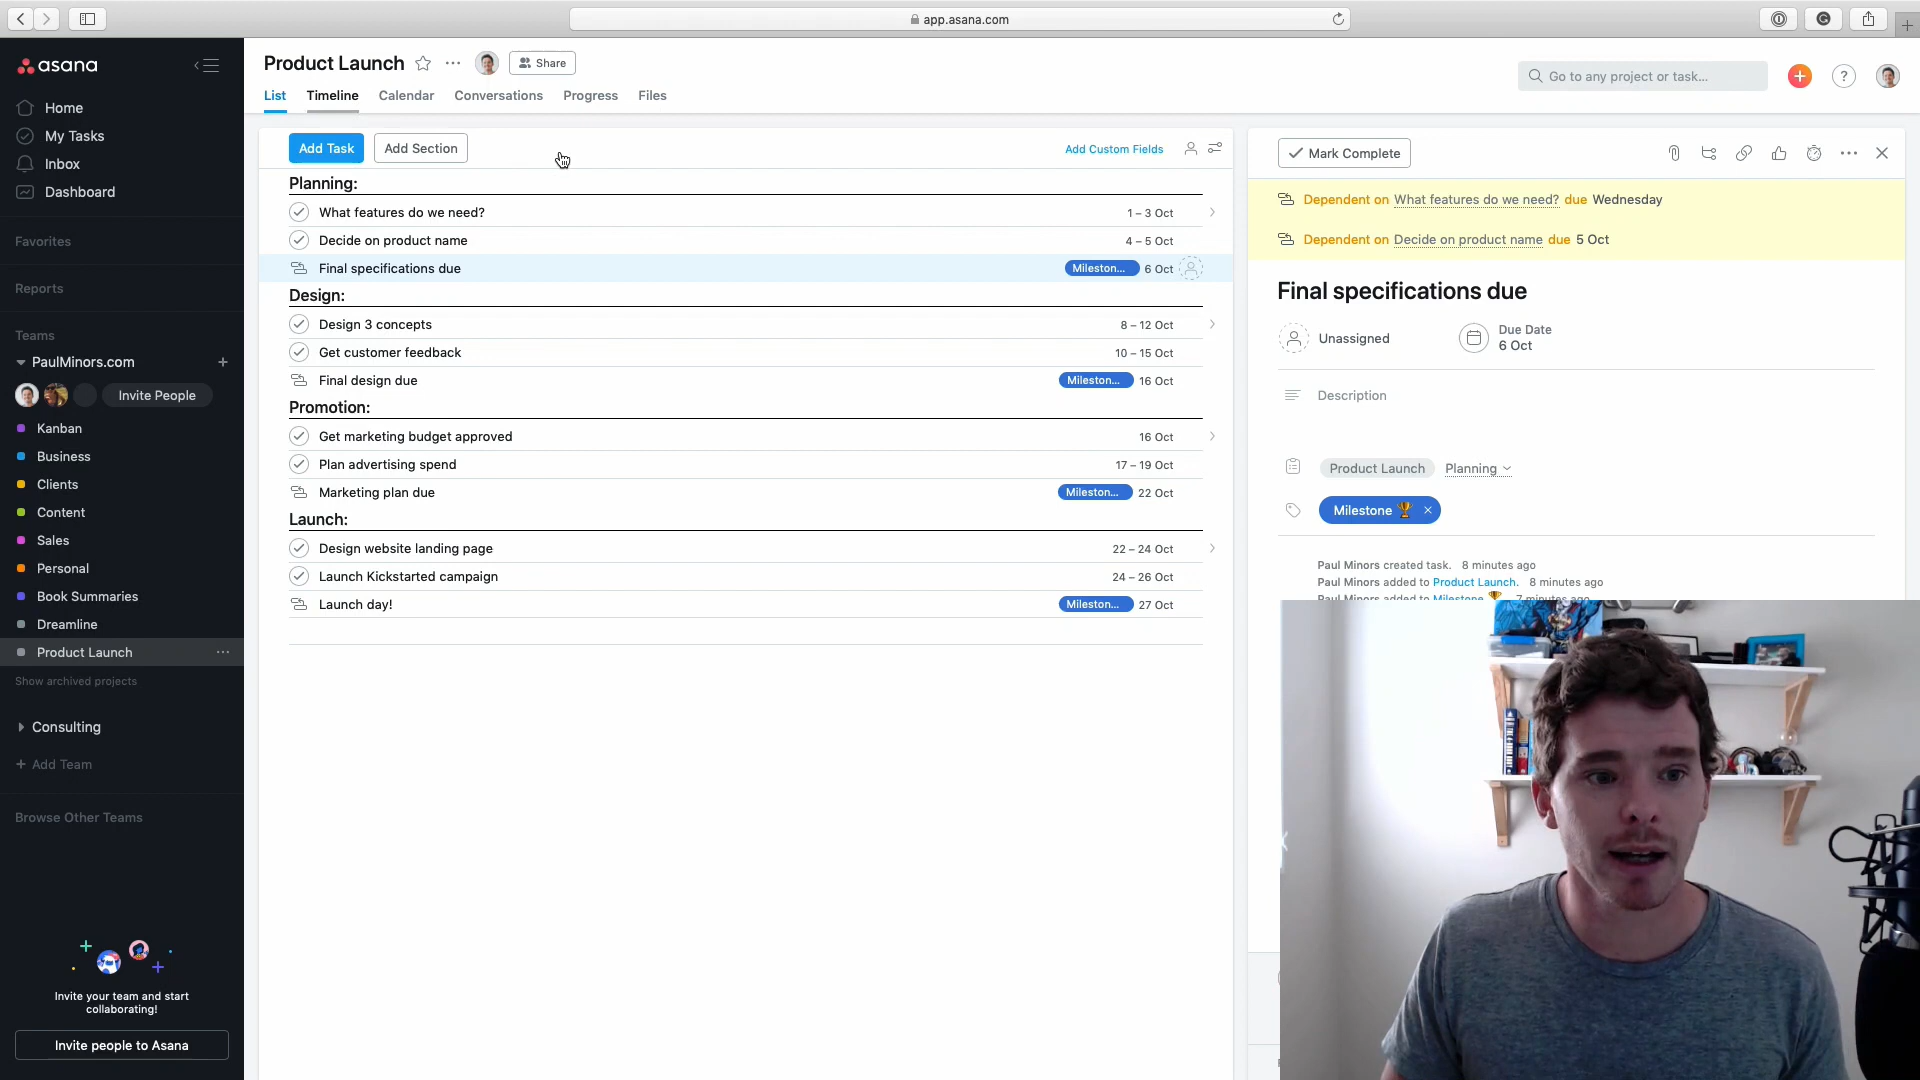 app.asana.com
asana
Home
My Tasks
Inbox
Dashboard
Favorites
Reports
Teams
PaulMinors.com
Invite People
Kanban
Business
Clients
Content
Sales
Personal
Book Summaries
Dreamline
Product Launch
Show archived projects
Consulting
+ Add Team
Browse Other Teams
Invite your team and start
collaborating!
Invite people to Asana
Product Launch
Share
List Timeline Calendar Conversations Progress Files
Go to any project or task...
Add Task Add Section Add Custom Fields
Planning:
What features do we need? 1 – 3 Oct
Decide on product name 4 – 5 Oct
Final specifications due Mileston... 6 Oct
Design:
Design 3 concepts 8 – 12 Oct
Get customer feedback 10 – 15 Oct
Final design due Mileston... 16 Oct
Promotion:
Get marketing budget approved 16 Oct
Plan advertising spend 17 – 19 Oct
Marketing plan due Mileston... 22 Oct
Launch:
Design website landing page 22 – 24 Oct
Launch Kickstarted campaign 24 – 26 Oct
Launch day! Mileston... 27 Oct
Mark Complete
Dependent on What features do we need? due Wednesday
Dependent on Decide on product name due 5 Oct
Final specifications due
Unassigned
Due Date
6 Oct
Description
Product Launch Planning
Milestone 🏆 ×
Paul Minors created task. 8 minutes ago
Paul Minors added to Product Launch. 8 minutes ago
Paul Minors added to Milestone 🏆. 7 minutes ago